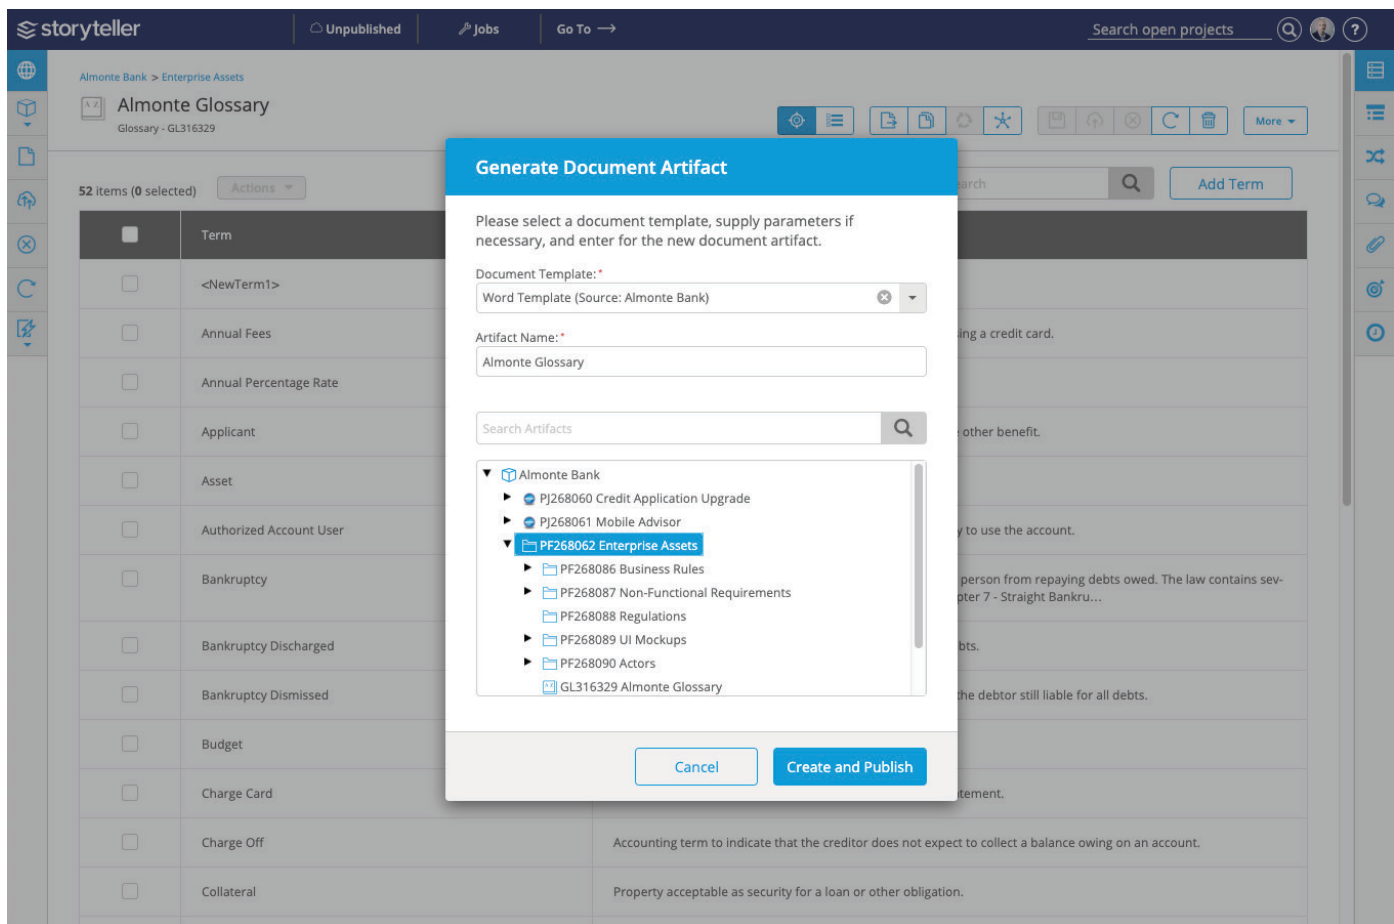 storyteller
Unpublished
Jobs
Go To →
Search open projects
?
Almonte Bank > Enterprise Assets
A Z
Almonte Glossary
Glossary - GL316329
More
52 items (0 selected)
Actions
earch
Add Term
Term
<NewTerm1>
Annual Fees
ing a credit card.
Annual Percentage Rate
Applicant
other benefit.
Asset
Authorized Account User
y to use the account.
Bankruptcy
person from repaying debts owed. The law contains sev-
pter 7 - Straight Bankru...
Bankruptcy Discharged
bts.
Bankruptcy Dismissed
the debtor still liable for all debts.
Budget
Charge Card
tement.
Charge Off
Accounting term to indicate that the creditor does not expect to collect a balance owing on an account.
Collateral
Property acceptable as security for a loan or other obligation.
Generate Document Artifact
Please select a document template, supply parameters if
necessary, and enter for the new document artifact.
Document Template:*
Word Template (Source: Almonte Bank)
Artifact Name:*
Almonte Glossary
Search Artifacts
Almonte Bank
PJ268060 Credit Application Upgrade
PJ268061 Mobile Advisor
PF268062 Enterprise Assets
PF268086 Business Rules
PF268087 Non-Functional Requirements
PF268088 Regulations
PF268089 UI Mockups
PF268090 Actors
GL316329 Almonte Glossary
Cancel
Create and Publish